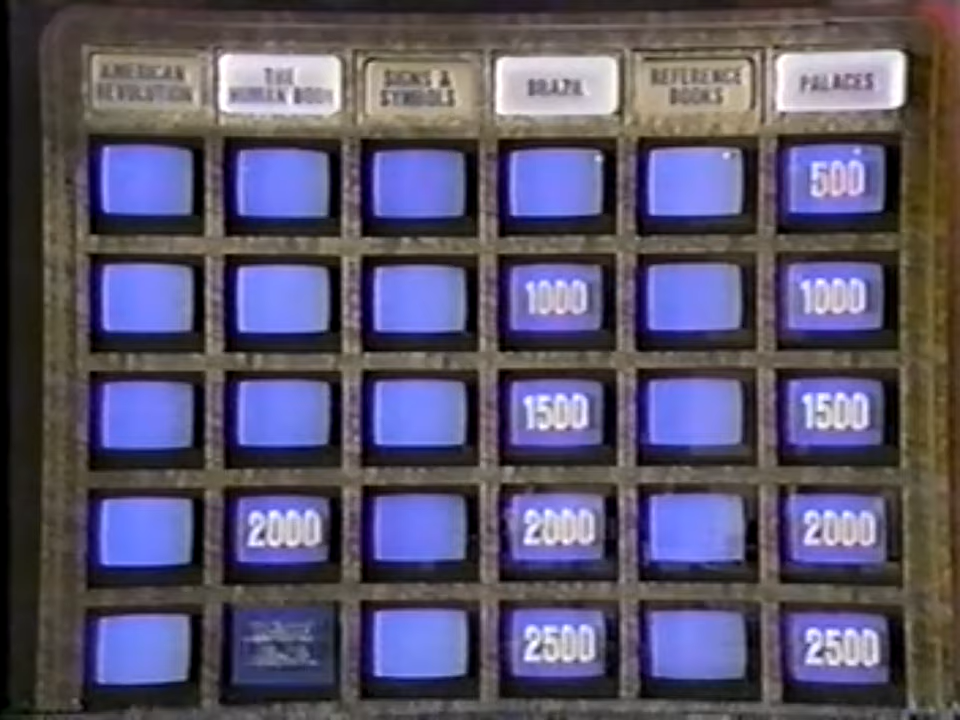 AMERICAN
REVOLUTION
THE
HUMAN BODY
SIGNS &
SYMBOLS
BRAZIL
REFERENCE
BOOKS
PALACES
500
1000
1000
1500
1500
2000
2000
2000
2500
2500